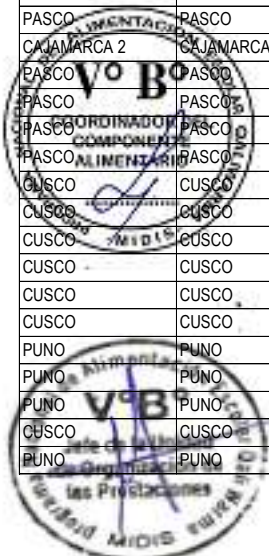 PASCO PASCO
CAJAMARCA 2 CAJAMARCA
PASCO PASCO
PASCO PASCO
PASCO PASCO
PASCO PASCO
CUSCO CUSCO
CUSCO CUSCO
CUSCO CUSCO
CUSCO CUSCO
CUSCO CUSCO
CUSCO CUSCO
PUNO PUNO
PUNO PUNO
PUNO PUNO
CUSCO CUSCO
PUNO PUNO
V° B°
COORDINADOR DEL
COMPONENTE
ALIMENTARIO
MIDIS
V° B°
las Prestaciones
Programa
MIDIS